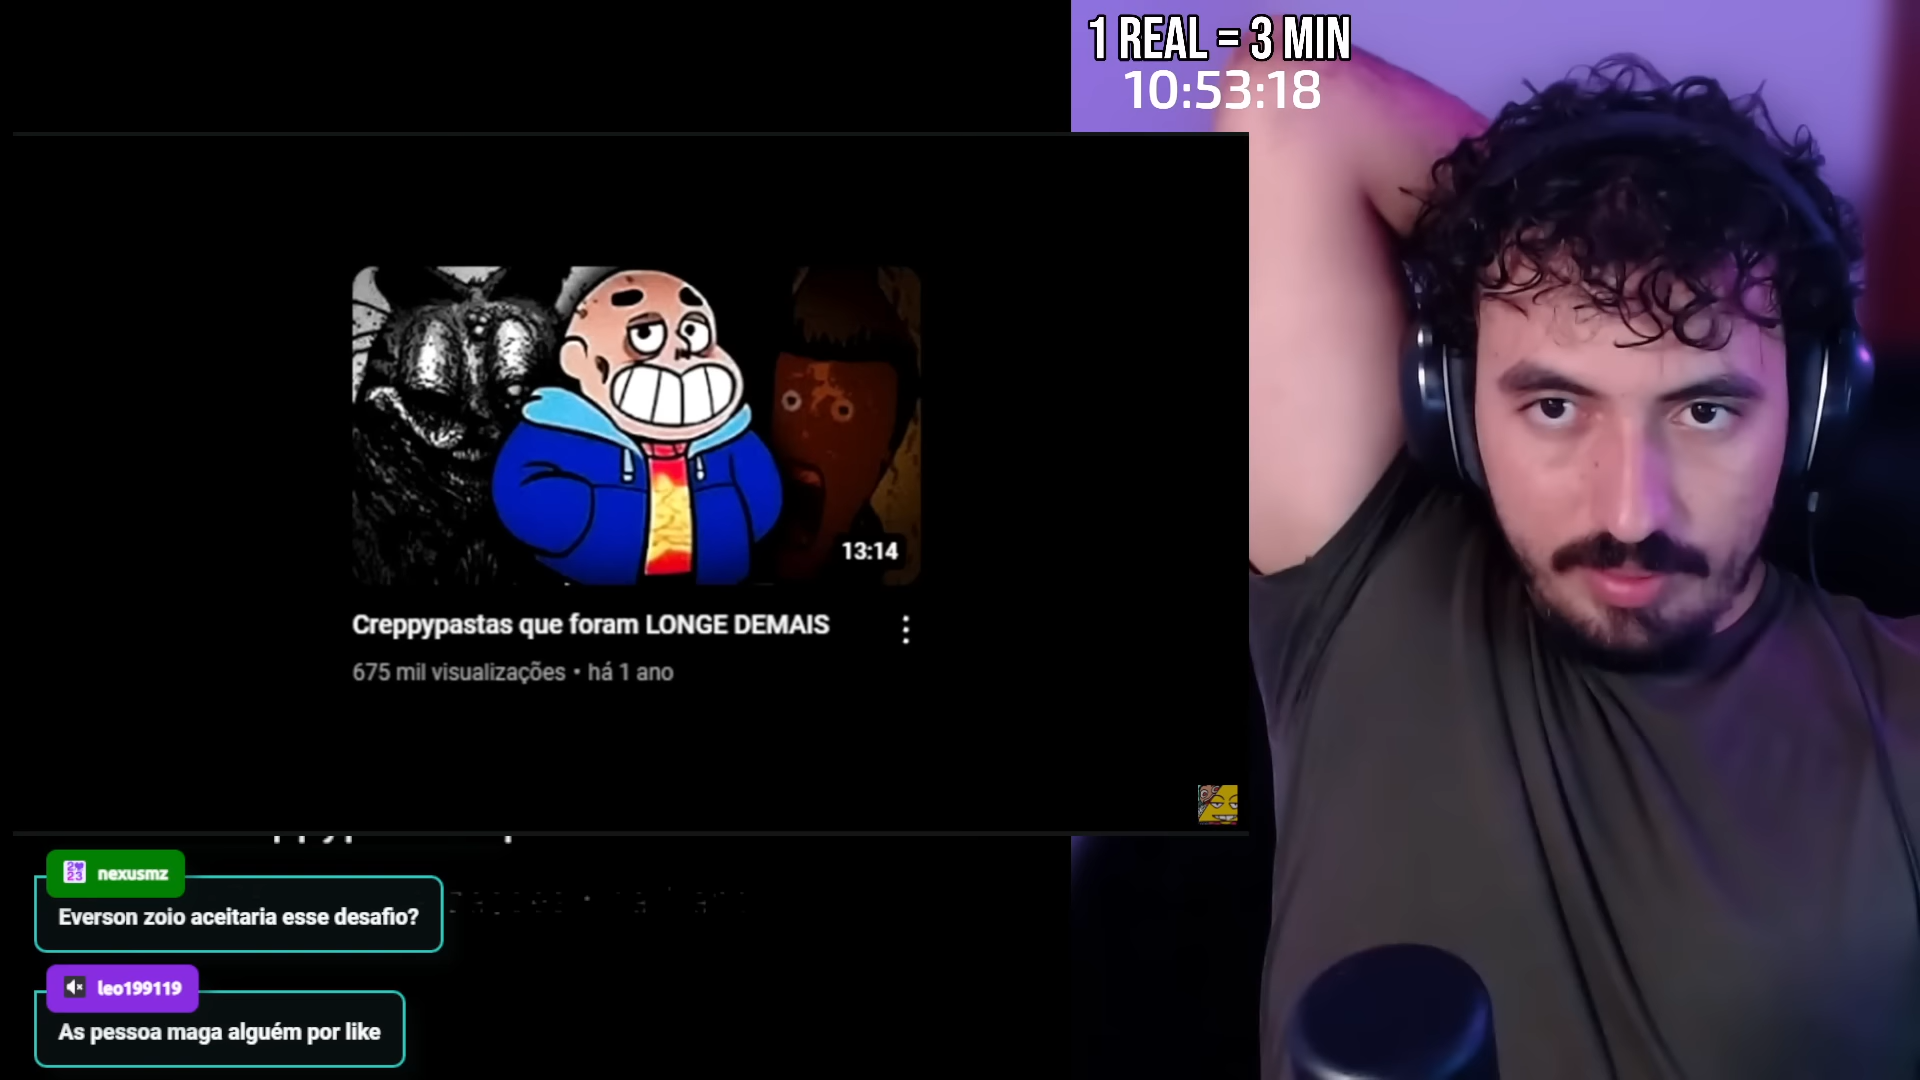 1 REAL = 3 MIN
10:53:18
13:14
Creppypastas que foram LONGE DEMAIS
675 mil visualizações • há 1 ano
nexusmz
Everson zoio aceitaria esse desafio?
leo199119
As pessoa maga alguém por like